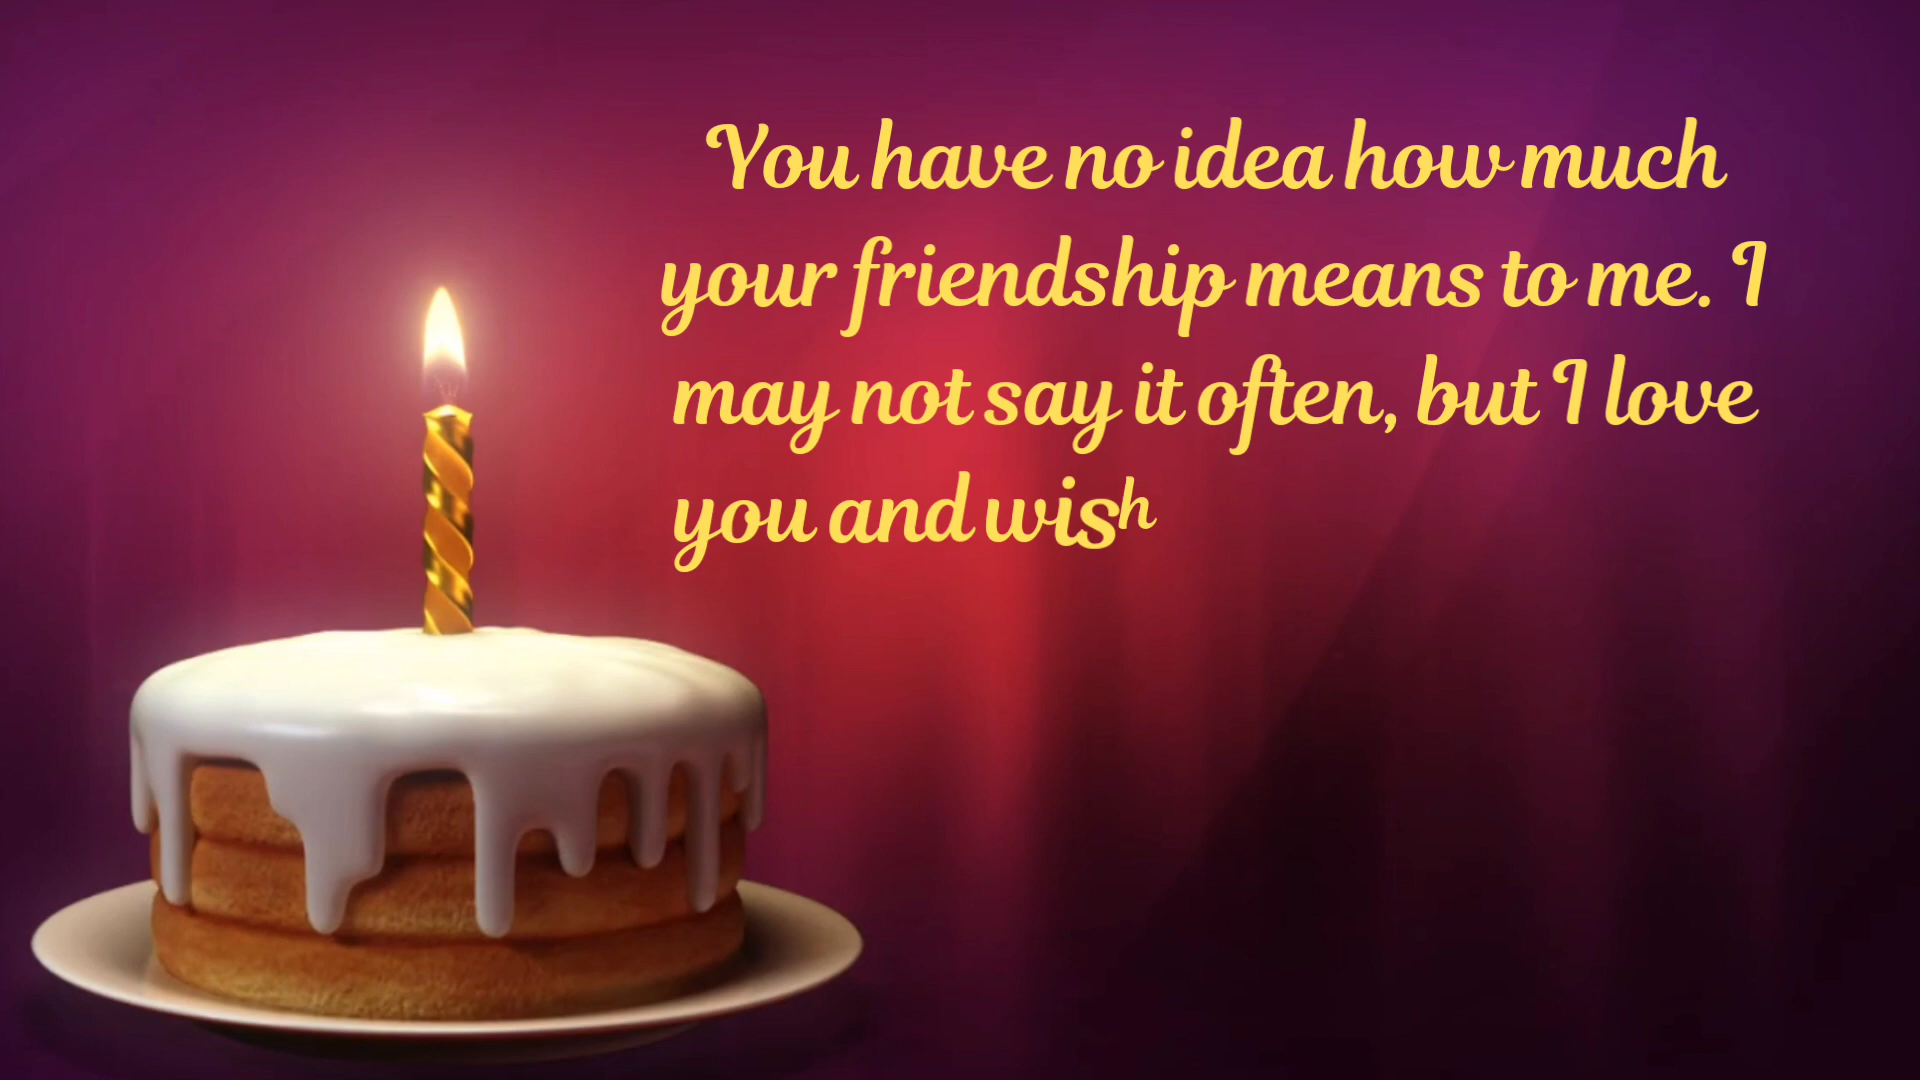 You have no idea how much
your friendship means to me. I
may not say it often, but I love
you and wish